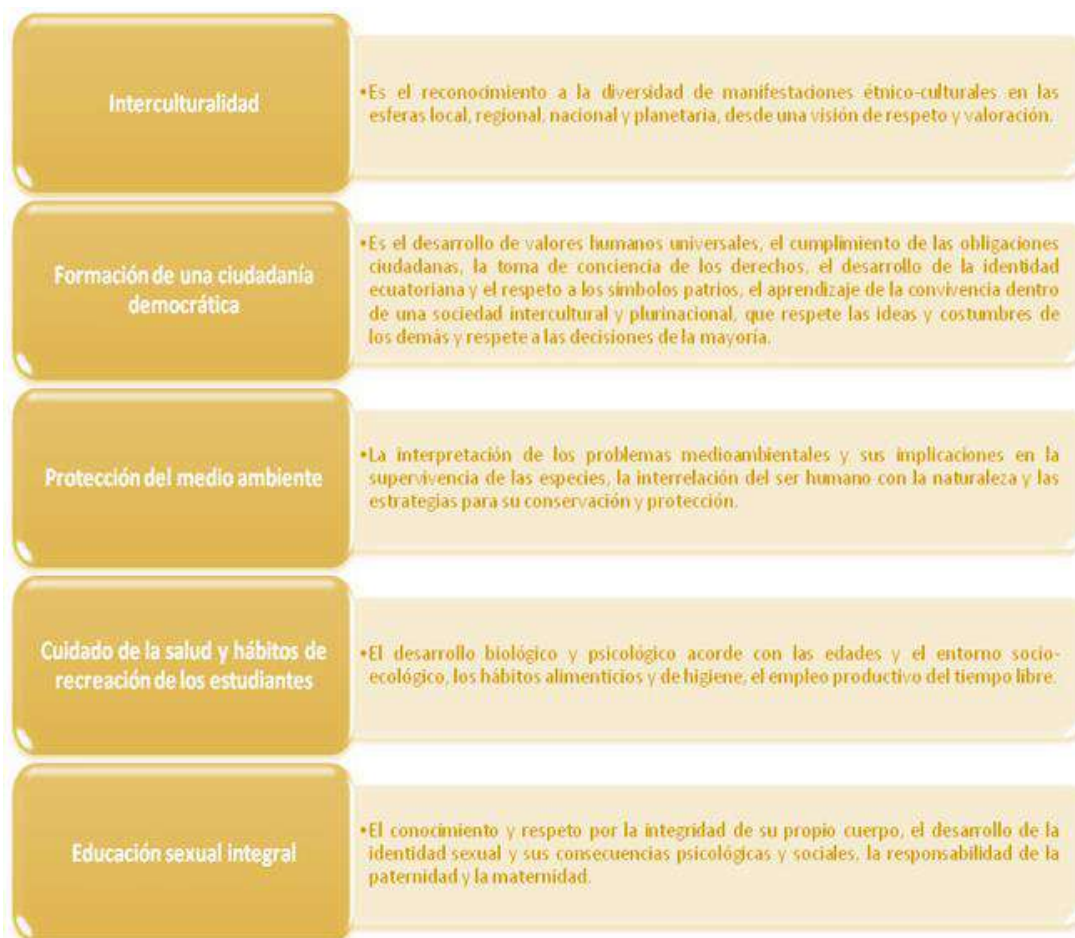 Interculturalidad
•Es el reconocimiento a la diversidad de manifestaciones étnico-culturales en las
esferas local, regional, nacional y planetaria, desde una visión de respeto y valoración.
Formación de una ciudadanía
democrática
•Es el desarrollo de valores humanos universales, el cumplimiento de las obligaciones
ciudadanas, la toma de conciencia de los derechos, el desarrollo de la identidad
ecuatoriana y el respeto a los símbolos patrios, el aprendizaje de la convivencia dentro
de una sociedad intercultural y plurinacional, que respete las ideas y costumbres de
los demás y respete a las decisiones de la mayoría.
Protección del medio ambiente
•La interpretación de los problemas medioambientales y sus implicaciones en la
supervivencia de las especies, la interrelación del ser humano con la naturaleza y las
estrategias para su conservación y protección.
Cuidado de la salud y hábitos de
recreación de los estudiantes
•El desarrollo biológico y psicológico acorde con las edades y el entorno socio-
ecológico, los hábitos alimenticios y de higiene, el empleo productivo del tiempo libre.
Educación sexual integral
•El conocimiento y respeto por la integridad de su propio cuerpo, el desarrollo de la
identidad sexual y sus consecuencias psicológicas y sociales, la responsabilidad de la
paternidad y la maternidad.